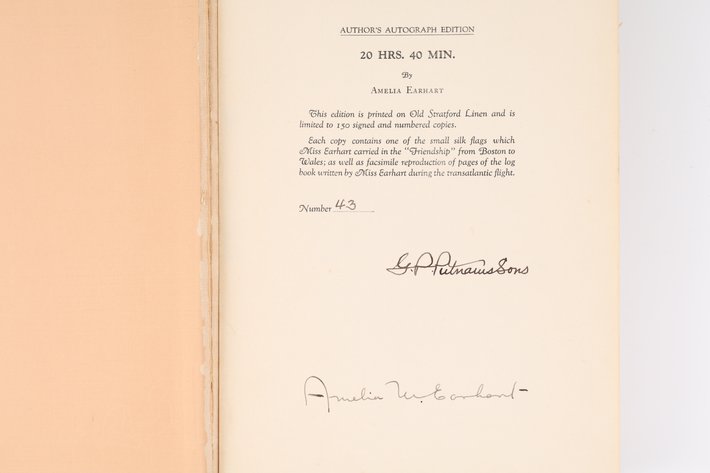 AUTHOR'S AUTOGRAPH EDITION
20 HRS. 40 MIN.
By
Amelia Earhart
This edition is printed on Old Stratford Linen and is
limited to 150 signed and numbered copies.
Each copy contains one of the small silk flags which
Miss Earhart carried in the "Friendship" from Boston to
Wales; as well as facsimile reproduction of pages of the log
book written by Miss Earhart during the transatlantic flight.
Number 43
G. P. Putnams Sons
Amelia M. Earhart